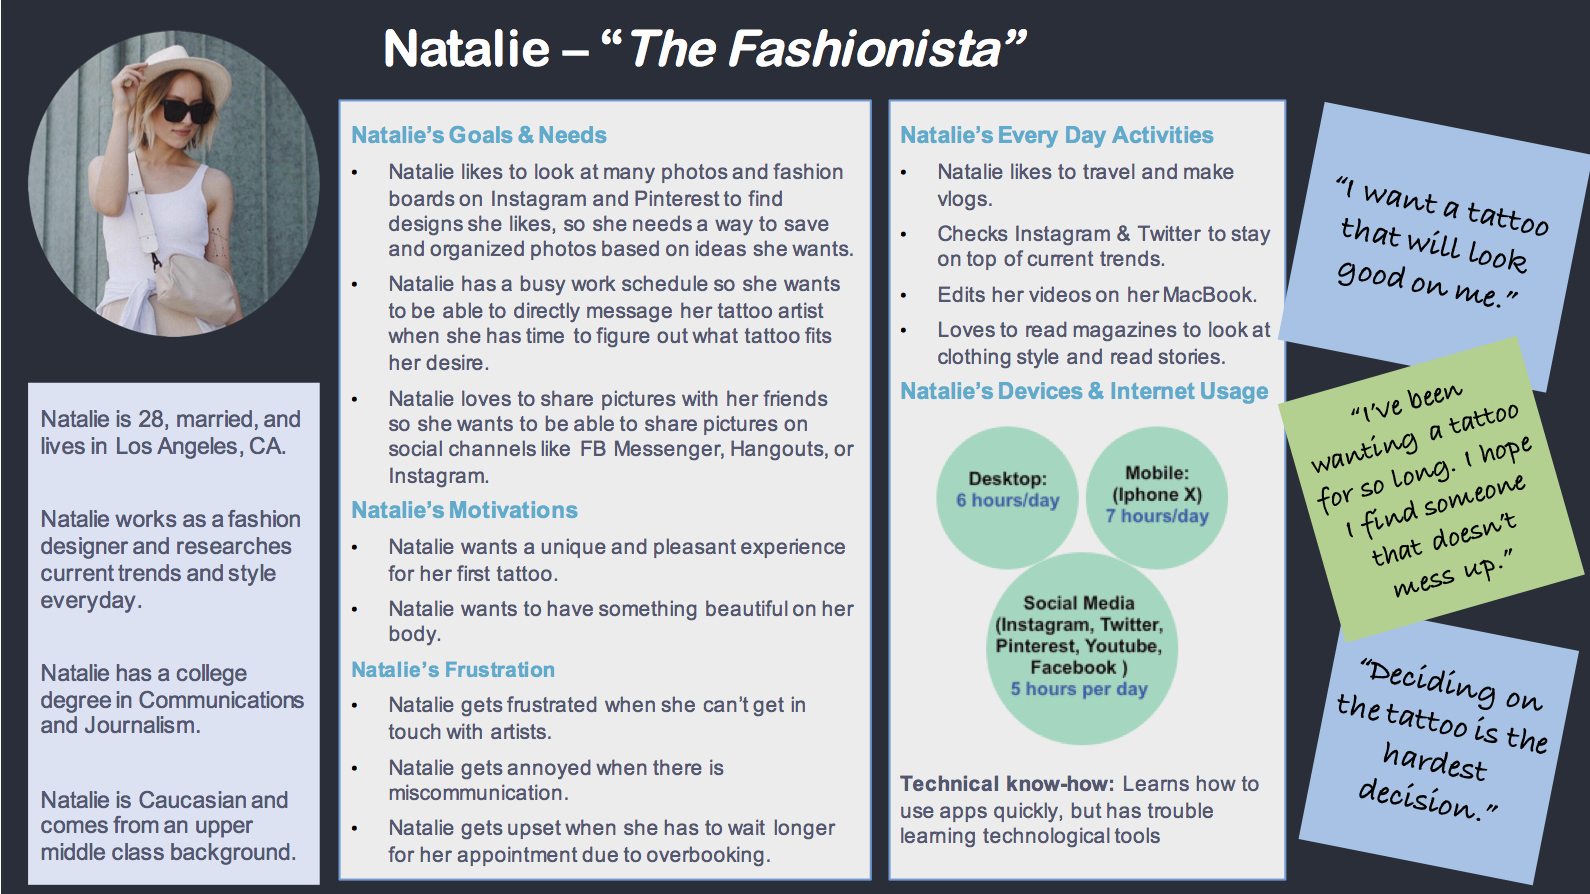 Natalie – “The Fashionista”
Natalie is 28, married, and
lives in Los Angeles, CA.
Natalie works as a fashion
designer and researches
current trends and style
everyday.
Natalie has a college
degree in Communications
and Journalism.
Natalie is Caucasian and
comes from an upper
middle class background.
Natalie’s Goals & Needs
• Natalie likes to look at many photos and fashion
boards on Instagram and Pinterest to find
designs she likes, so she needs a way to save
and organized photos based on ideas she wants.
• Natalie has a busy work schedule so she wants
to be able to directly message her tattoo artist
when she has time to figure out what tattoo fits
her desire.
• Natalie loves to share pictures with her friends
so she wants to be able to share pictures on
social channels like FB Messenger, Hangouts, or
Instagram.
Natalie’s Motivations
• Natalie wants a unique and pleasant experience
for her first tattoo.
• Natalie wants to have something beautiful on her
body.
Natalie’s Frustration
• Natalie gets frustrated when she can’t get in
touch with artists.
• Natalie gets annoyed when there is
miscommunication.
• Natalie gets upset when she has to wait longer
for her appointment due to overbooking.
Natalie’s Every Day Activities
• Natalie likes to travel and make
vlogs.
• Checks Instagram & Twitter to stay
on top of current trends.
• Edits her videos on her MacBook.
• Loves to read magazines to look at
clothing style and read stories.
Natalie’s Devices & Internet Usage
Desktop:
6 hours/day
Mobile:
(Iphone X)
7 hours/day
Social Media
(Instagram, Twitter,
Pinterest, Youtube,
Facebook )
5 hours per day
Technical know-how: Learns how to
use apps quickly, but has trouble
learning technological tools
“I want a tattoo
that will look
good on me.”
“I’ve been
wanting a tattoo
for so long. I hope
I find someone
that doesn’t
mess up.”
“Deciding on
the tattoo is the
hardest
decision.”